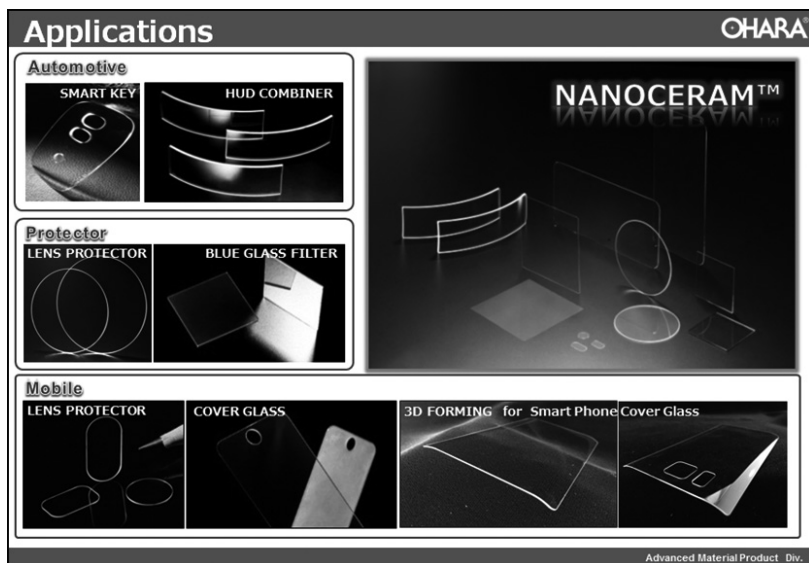 Applications
OHARA®
Automotive
SMART KEY
HUD COMBINER
NANOCERAM™
Protector
LENS PROTECTOR
BLUE GLASS FILTER
Mobile
LENS PROTECTOR
COVER GLASS
3D FORMING for Smart Phone Cover Glass
Advanced Material Product Div.